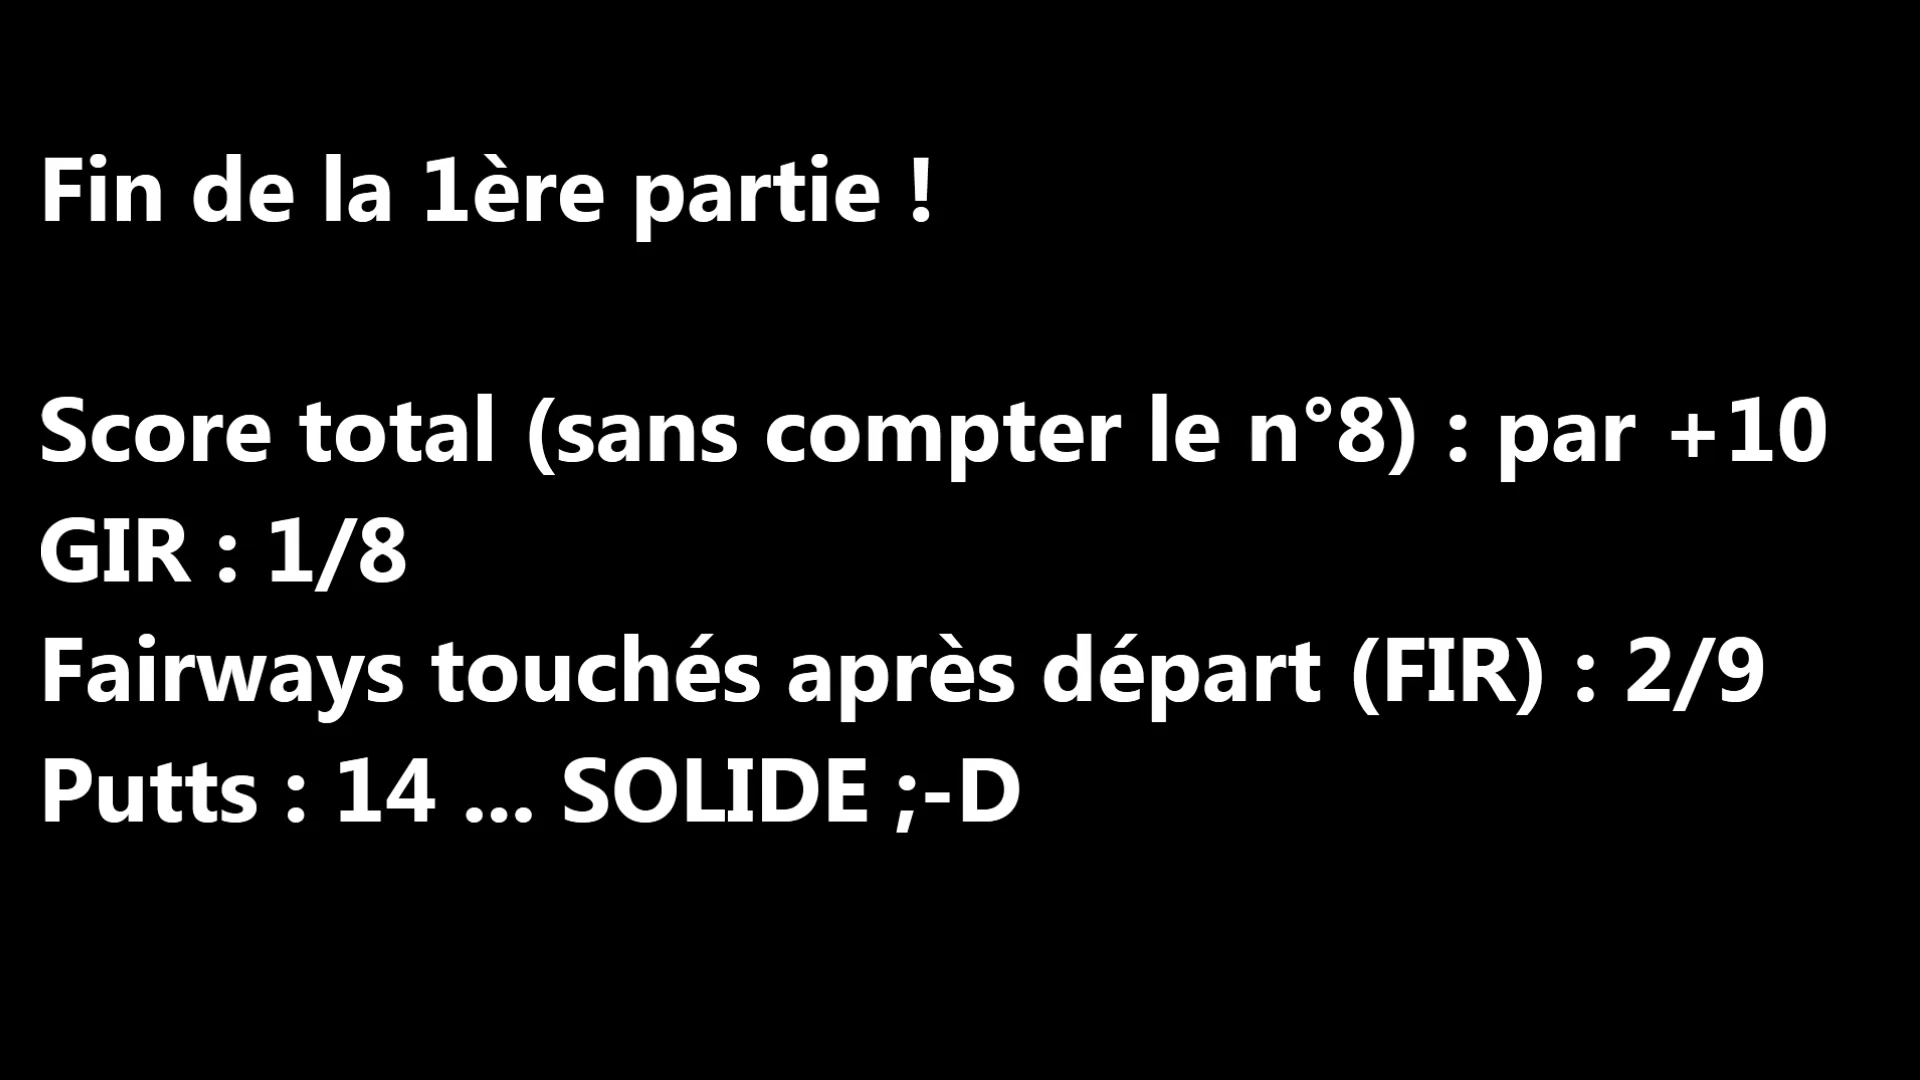 Fin de la 1ère partie !
Score total (sans compter le n°8) : par +10
GIR : 1/8
Fairways touchés après départ (FIR) : 2/9
Putts : 14 ... SOLIDE ;-D